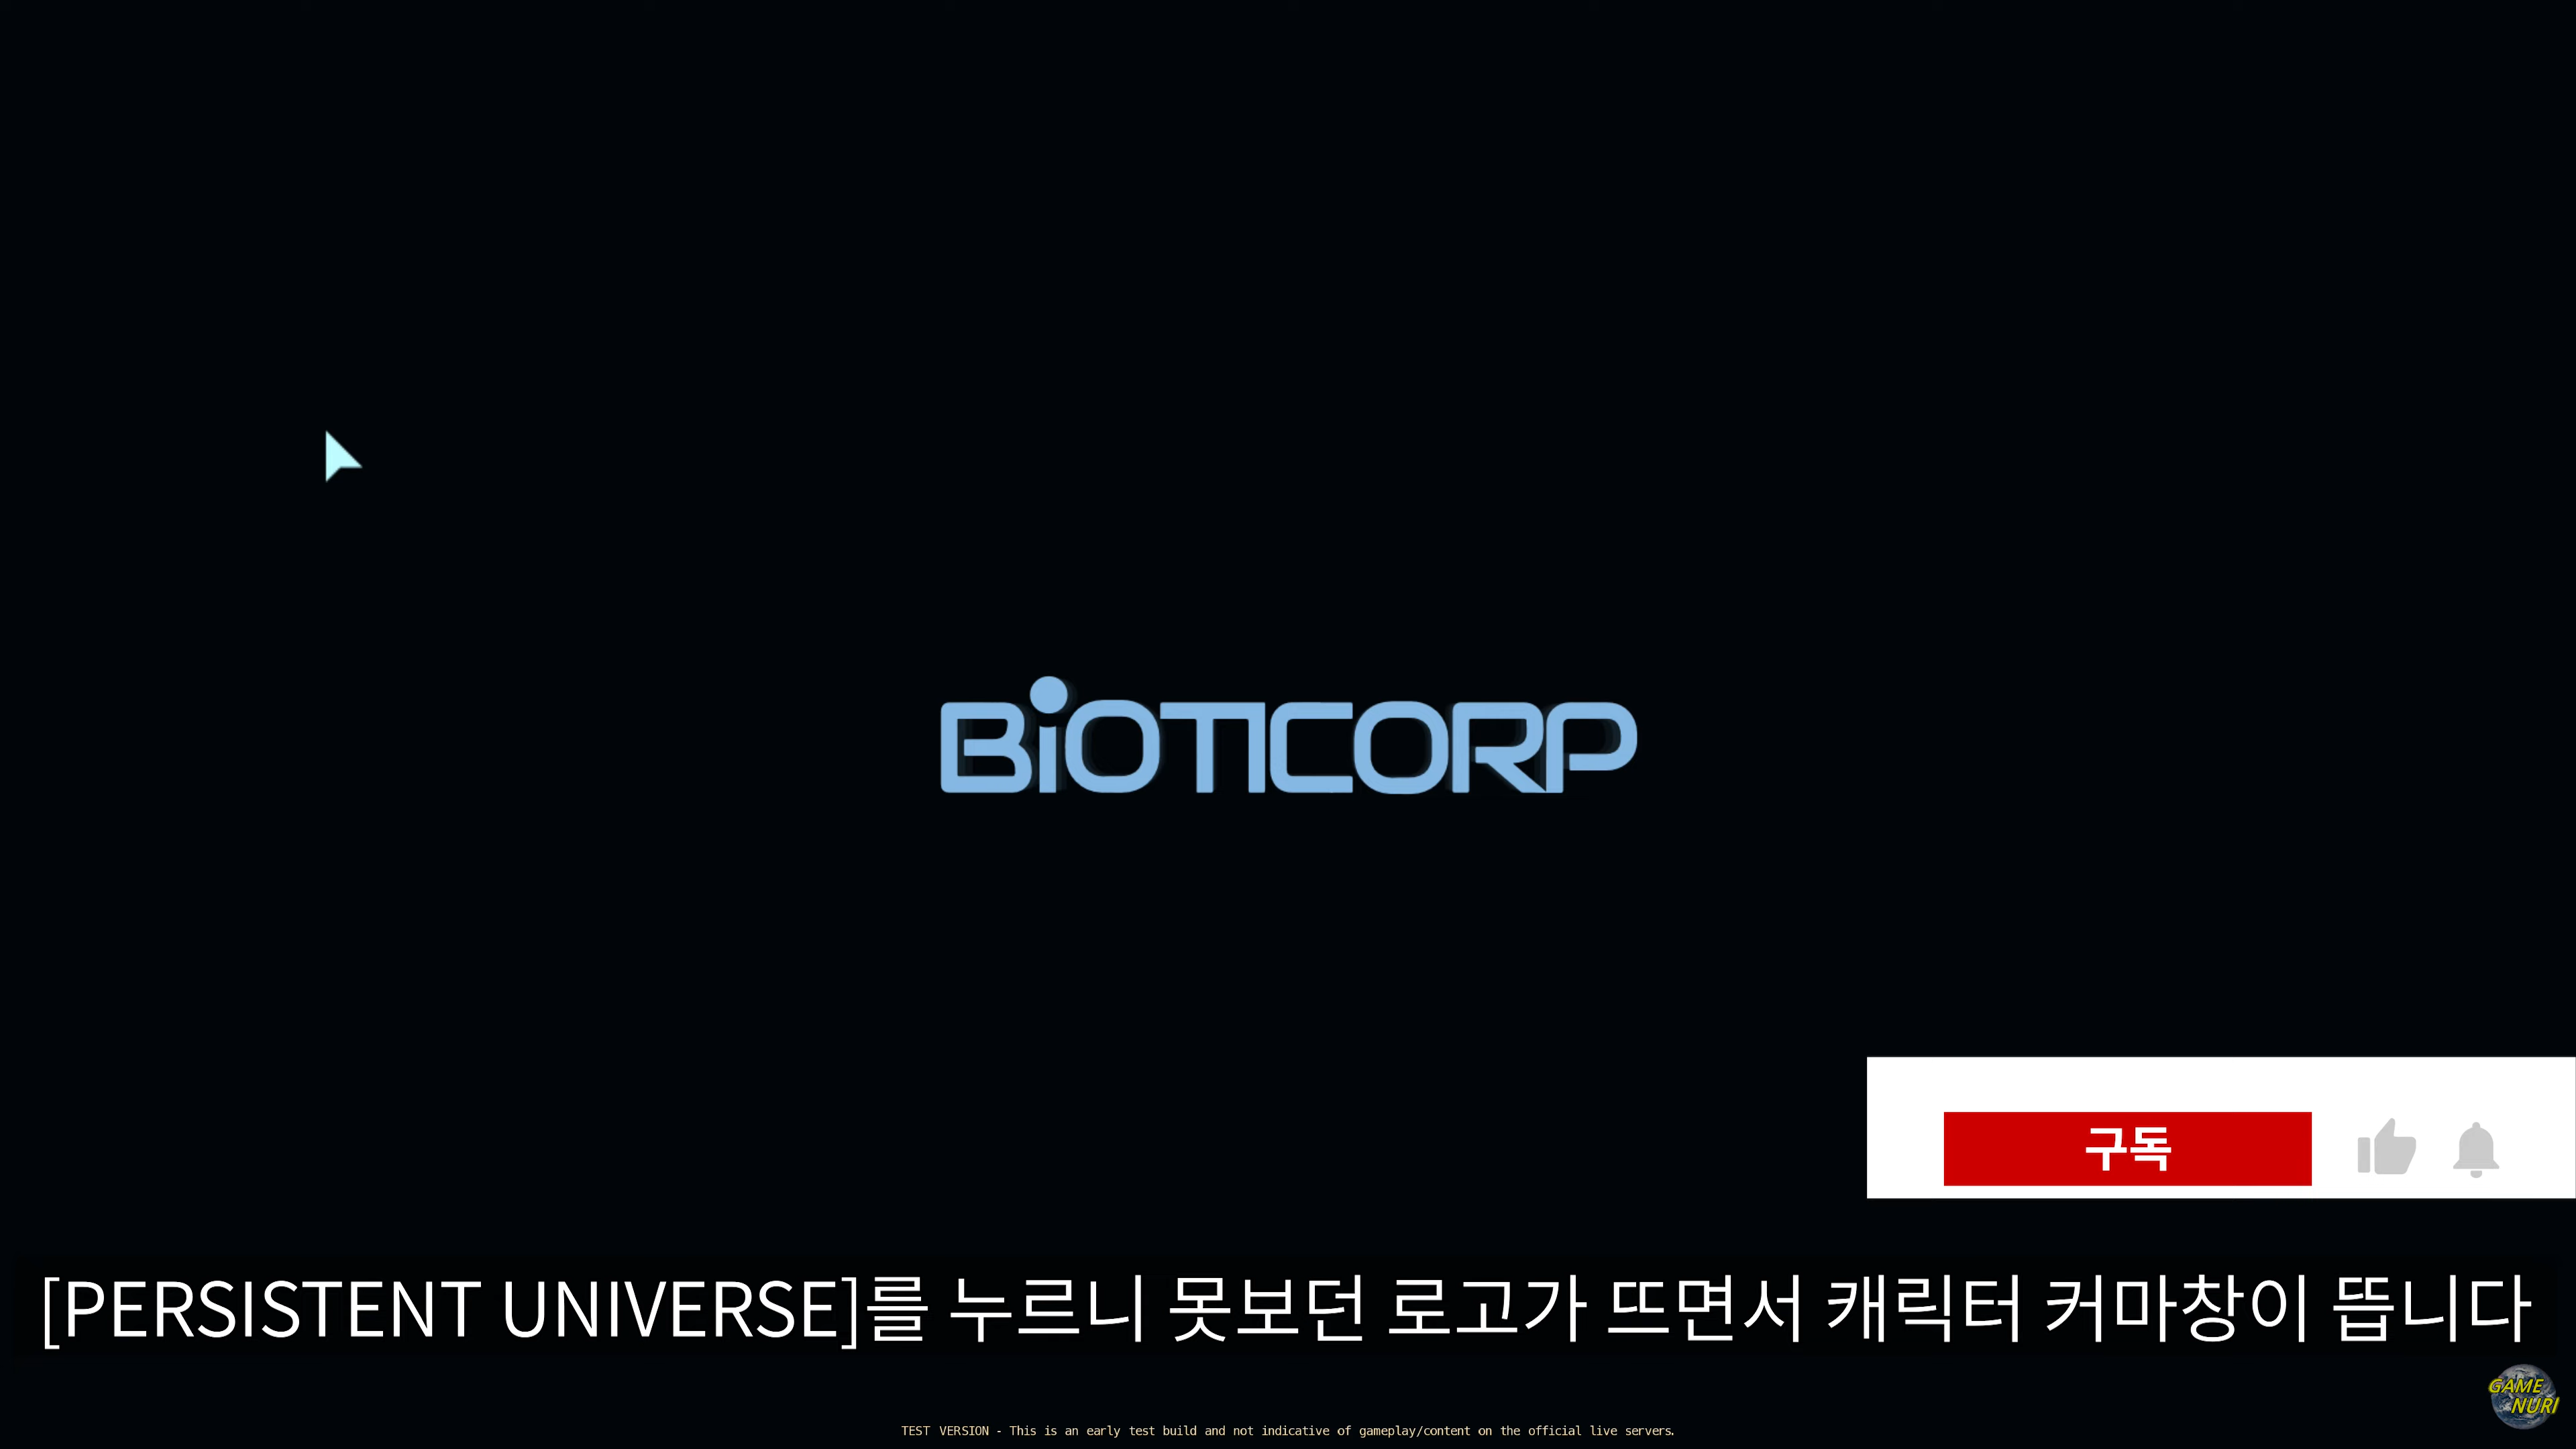 BiOTICORP
구독
[PERSISTENT UNIVERSE]를 누르니 못보던 로고가 뜨면서 캐릭터 커마창이 뜹니다
GAME
NURI
TEST VERSION - This is an early test build and not indicative of gameplay/content on the official live servers.